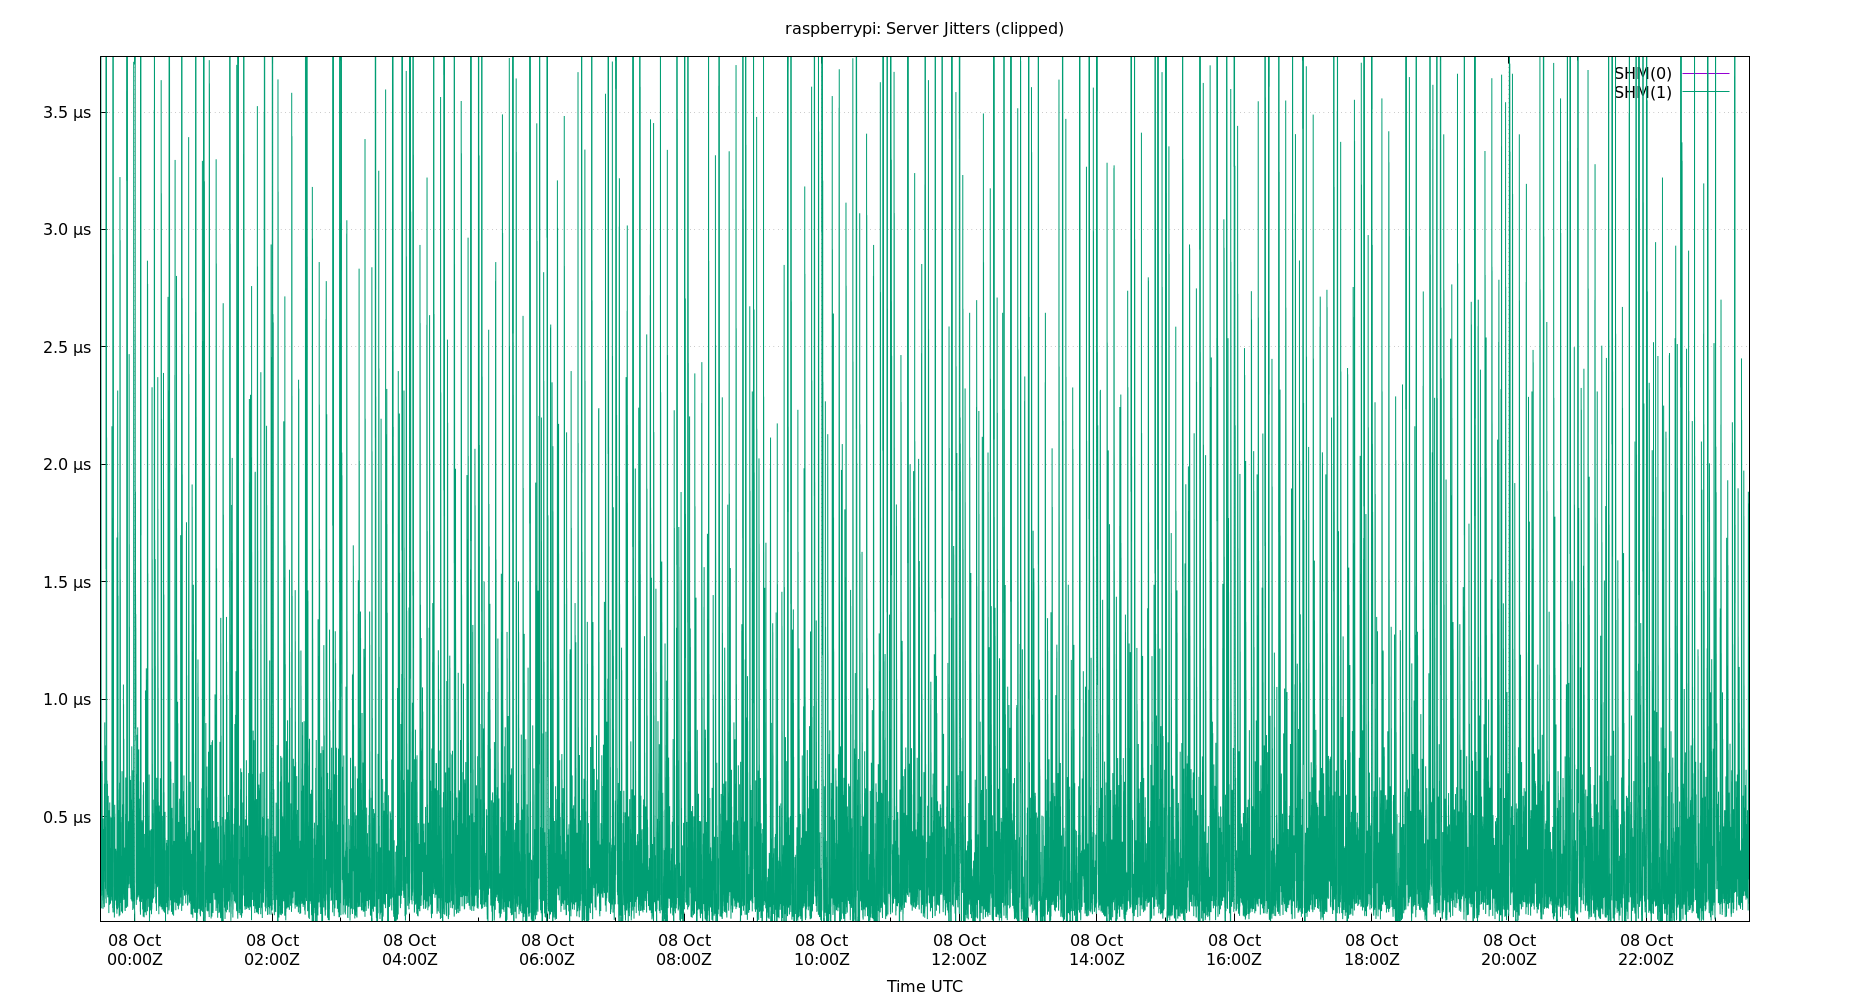 raspberrypi: Server Jitters (clipped)
SHM(0)
SHM(1)
3.5 µs
3.0 µs
2.5 µs
2.0 µs
1.5 µs
1.0 µs
0.5 µs
08 Oct 08 Oct 08 Oct 08 Oct 08 Oct 08 Oct 08 Oct 08 Oct 08 Oct 08 Oct 08 Oct 08 Oct
00:00Z 02:00Z 04:00Z 06:00Z 08:00Z 10:00Z 12:00Z 14:00Z 16:00Z 18:00Z 20:00Z 22:00Z
Time UTC